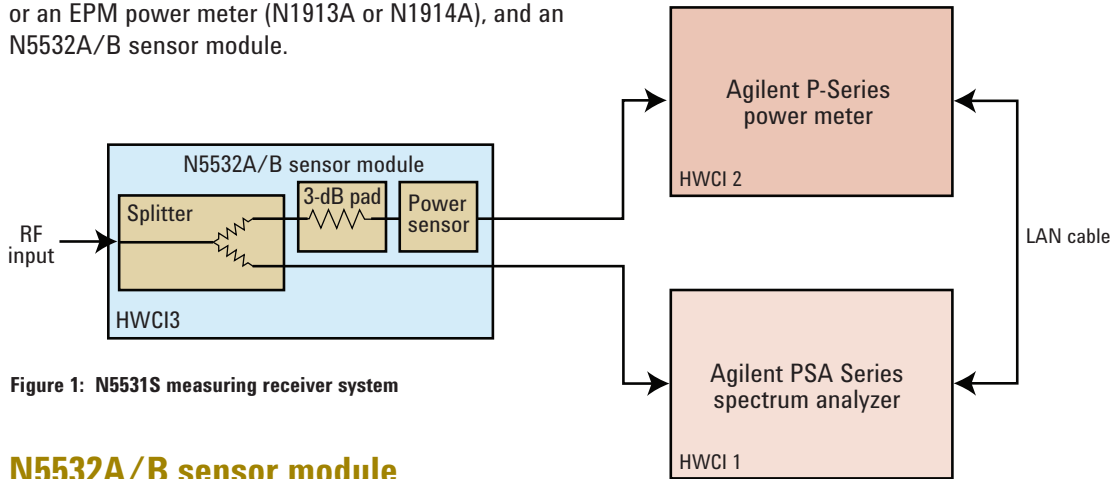 or an EPM power meter (N1913A or N1914A), and an
N5532A/B sensor module.
Agilent P-Series
power meter
HWCI 2
N5532A/B sensor module
Splitter
3-dB pad
Power
sensor
RF
input
HWCI3
LAN cable
Agilent PSA Series
spectrum analyzer
HWCI 1
Figure 1: N5531S measuring receiver system
N5532A/B sensor module